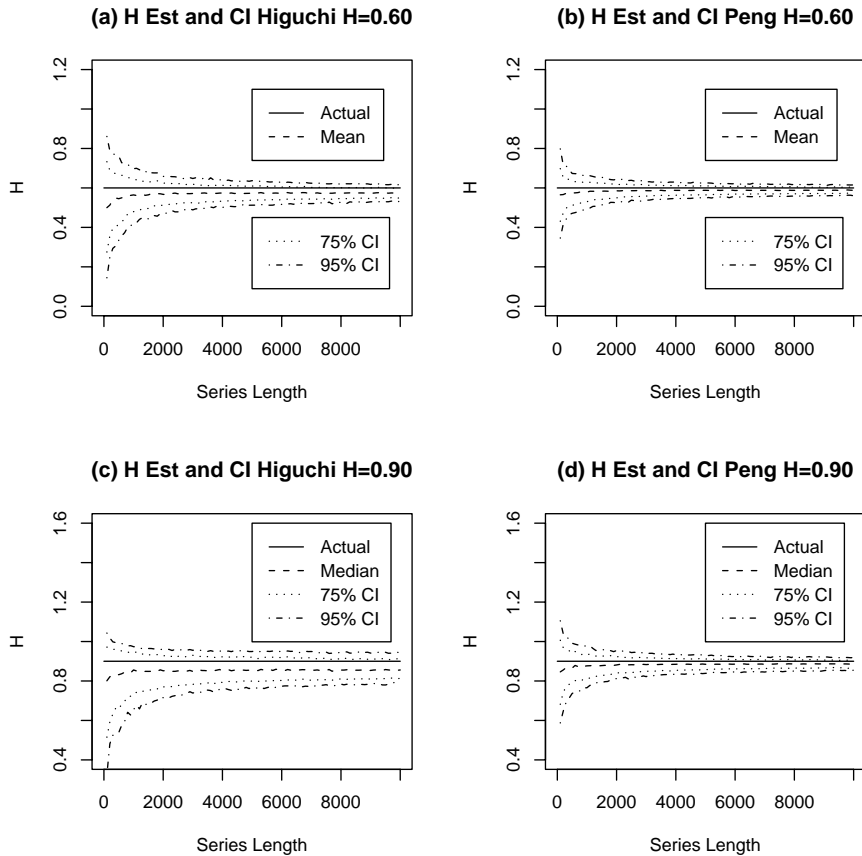 (a) H Est and CI Higuchi H=0.60
H
1.2
0.8
0.4
0.0
Actual
Mean
75% CI
95% CI
0 2000 4000 6000 8000
Series Length
(b) H Est and CI Peng H=0.60
H
1.2
0.8
0.4
0.0
Actual
Mean
75% CI
95% CI
0 2000 4000 6000 8000
Series Length
(c) H Est and CI Higuchi H=0.90
H
1.6
1.2
0.8
0.4
Actual
Median
75% CI
95% CI
0 2000 4000 6000 8000
Series Length
(d) H Est and CI Peng H=0.90
H
1.6
1.2
0.8
0.4
Actual
Median
75% CI
95% CI
0 2000 4000 6000 8000
Series Length